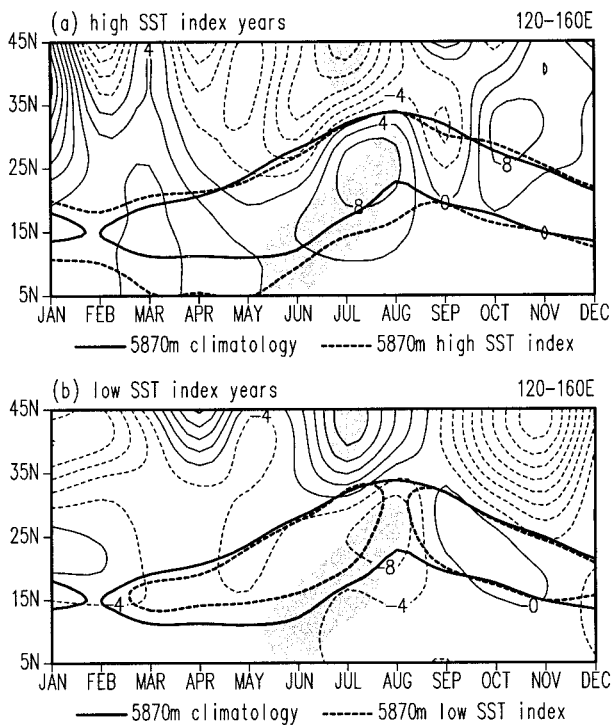 (a) high SST index years 120-160E
45N
35N
25N
15N
5N
4
-4
4
8
8
0
0
JAN FEB MAR APR MAY JUN JUL AUG SEP OCT NOV DEC
5870m climatology 5870m high SST index
(b) low SST index years 120-160E
45N
35N
25N
15N
5N
-4
-8
-4
-4
0
JAN FEB MAR APR MAY JUN JUL AUG SEP OCT NOV DEC
5870m climatology 5870m low SST index